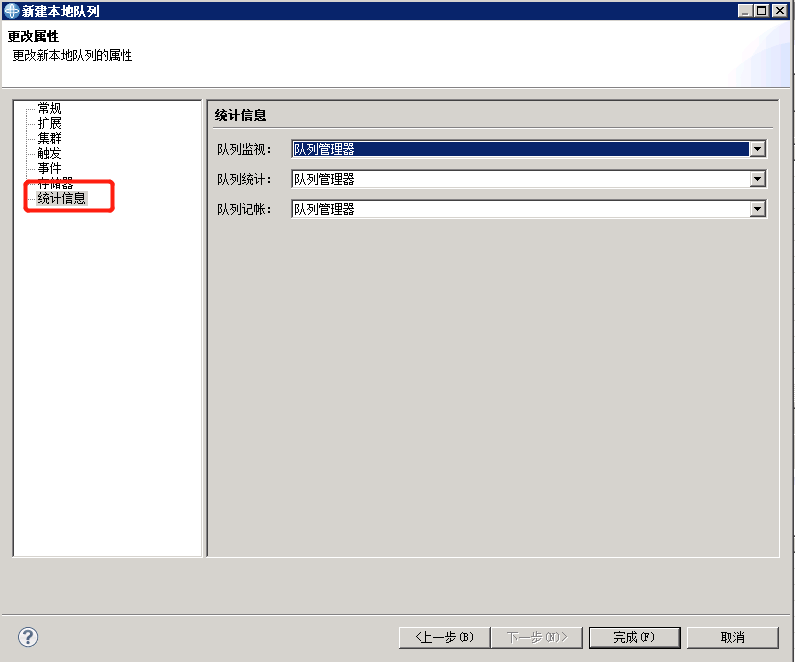 新建本地队列
更改属性
更改新本地队列的属性
常规
扩展
集群
触发
事件
存储器
统计信息
统计信息
队列监视： 队列管理器
队列统计： 队列管理器
队列记帐： 队列管理器
<上一步(B) 下一步(N)> 完成(F) 取消